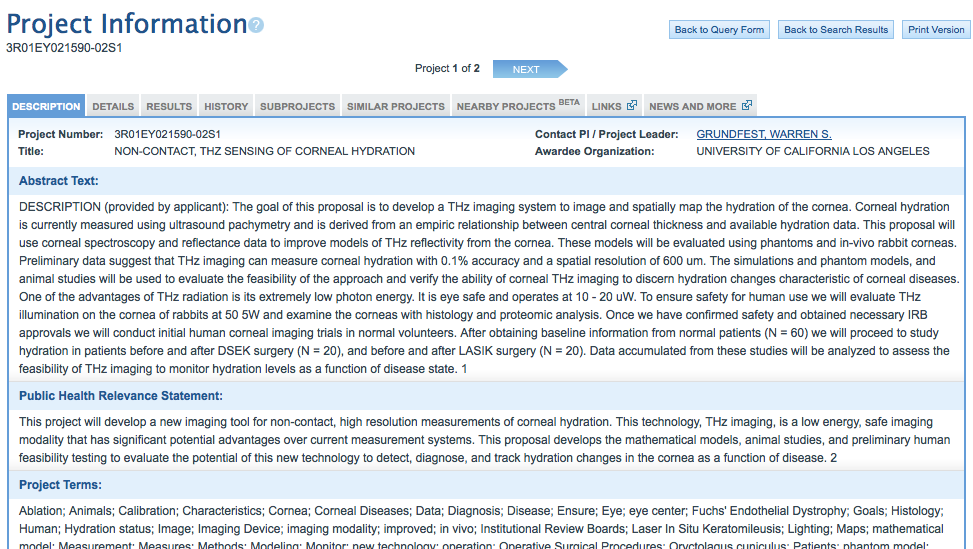 Project Information ?
Back to Query Form Back to Search Results Print Version
3R01EY021590-02S1
Project 1 of 2 NEXT
DESCRIPTION DETAILS RESULTS HISTORY SUBPROJECTS SIMILAR PROJECTS NEARBY PROJECTS BETA LINKS NEWS AND MORE
Project Number: 3R01EY021590-02S1 Contact PI / Project Leader: GRUNDFEST, WARREN S.
Title: NON-CONTACT, THZ SENSING OF CORNEAL HYDRATION Awardee Organization: UNIVERSITY OF CALIFORNIA LOS ANGELES
Abstract Text:
DESCRIPTION (provided by applicant): The goal of this proposal is to develop a THz imaging system to image and spatially map the hydration of the cornea. Corneal hydration
is currently measured using ultrasound pachymetry and is derived from an empiric relationship between central corneal thickness and available hydration data. This proposal will
use corneal spectroscopy and reflectance data to improve models of THz reflectivity from the cornea. These models will be evaluated using phantoms and in-vivo rabbit corneas.
Preliminary data suggest that THz imaging can measure corneal hydration with 0.1% accuracy and a spatial resolution of 600 um. The simulations and phantom models, and
animal studies will be used to evaluate the feasibility of the approach and verify the ability of corneal THz imaging to discern hydration changes characteristic of corneal diseases.
One of the advantages of THz radiation is its extremely low photon energy. It is eye safe and operates at 10 - 20 uW. To ensure safety for human use we will evaluate THz
illumination on the cornea of rabbits at 50 5W and examine the corneas with histology and proteomic analysis. Once we have confirmed safety and obtained necessary IRB
approvals we will conduct initial human corneal imaging trials in normal volunteers. After obtaining baseline information from normal patients (N = 60) we will proceed to study
hydration in patients before and after DSEK surgery (N = 20), and before and after LASIK surgery (N = 20). Data accumulated from these studies will be analyzed to assess the
feasibility of THz imaging to monitor hydration levels as a function of disease state. 1
Public Health Relevance Statement:
This project will develop a new imaging tool for non-contact, high resolution measurements of corneal hydration. This technology, THz imaging, is a low energy, safe imaging
modality that has significant potential advantages over current measurement systems. This proposal develops the mathematical models, animal studies, and preliminary human
feasibility testing to evaluate the potential of this new technology to detect, diagnose, and track hydration changes in the cornea as a function of disease. 2
Project Terms:
Ablation; Animals; Calibration; Characteristics; Cornea; Corneal Diseases; Data; Diagnosis; Disease; Ensure; Eye; eye center; Fuchs' Endothelial Dystrophy; Goals; Histology;
Human; Hydration status; Image; Imaging Device; imaging modality; improved; in vivo; Institutional Review Boards; Laser In Situ Keratomileusis; Lighting; Maps; mathematical
model; Measurement; Measures; Methods; Modeling; Monitor; new technology; operation; Operative Surgical Procedures; Oryctolagus cuniculus; Patients; phantom model;